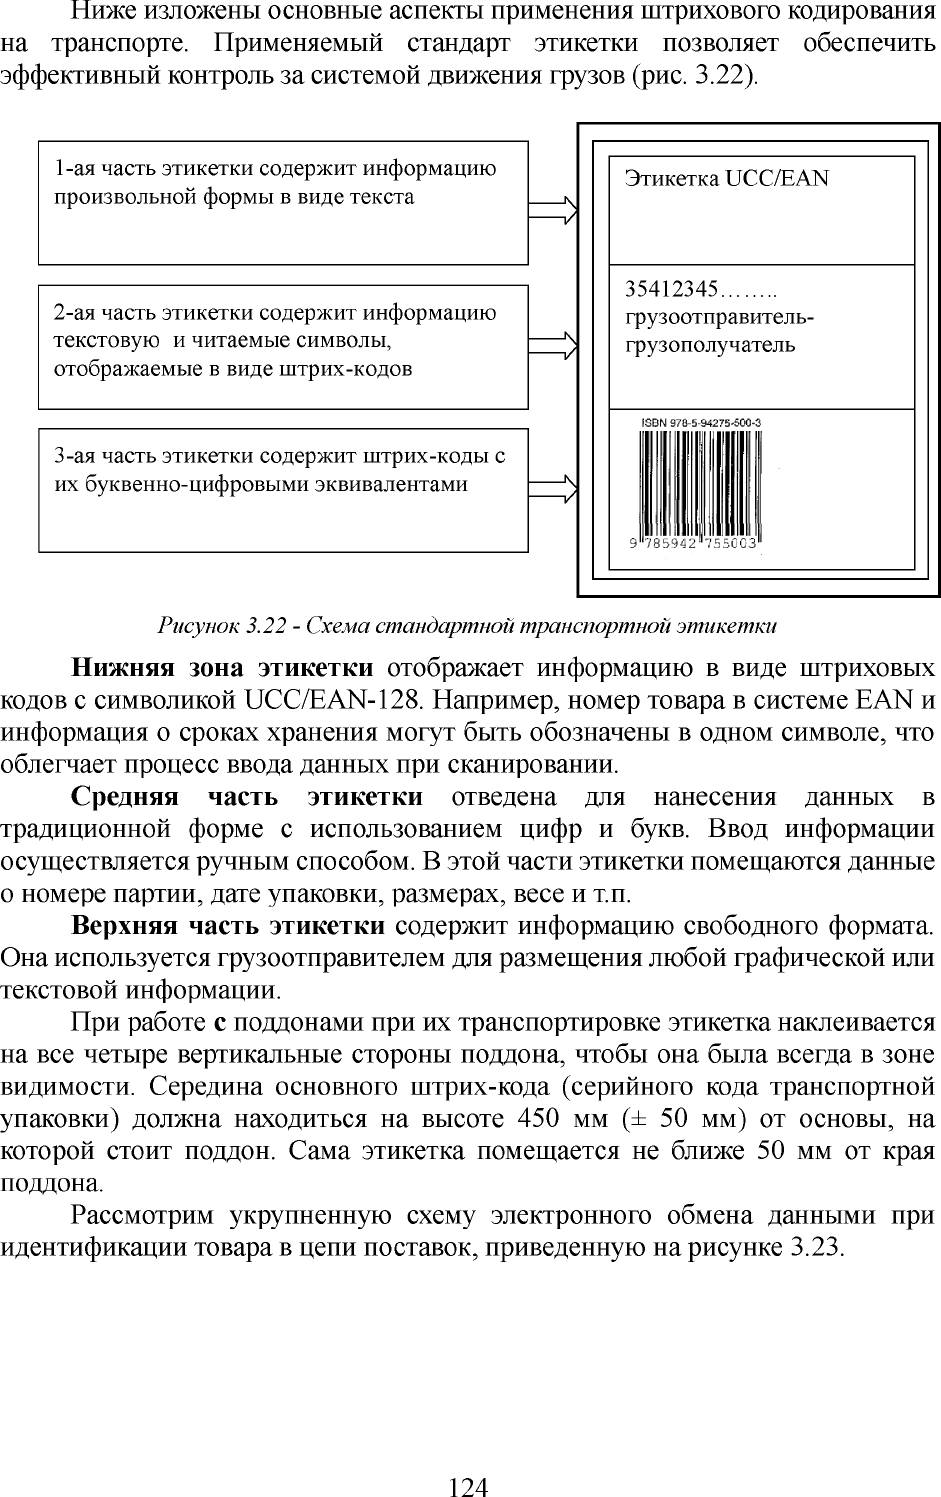 Ниже изложены основные аспекты применения штрихового кодирования
на транспорте. Применяемый стандарт этикетки позволяет обеспечить
эффективный контроль за системой движения грузов (рис. 3.22).
1-ая часть этикетки содержит информацию
произвольной формы в виде текста
2-ая часть этикетки содержит информацию
текстовую и читаемые символы,
отображаемые в виде штрих-кодов
3-ая часть этикетки содержит штрих-коды с
их буквенно-цифровыми эквивалентами
Этикетка UCC/EAN
35412345……..
грузоотправитель-
грузополучатель
ISBN 978-5-94275-500-3
9 785942 755003
Рисунок 3.22 - Схема стандартной транспортной этикетки
Нижняя зона этикетки отображает информацию в виде штриховых
кодов с символикой UCC/EAN-128. Например, номер товара в системе EAN и
информация о сроках хранения могут быть обозначены в одном символе, что
облегчает процесс ввода данных при сканировании.
Средняя часть этикетки отведена для нанесения данных в
традиционной форме с использованием цифр и букв. Ввод информации
осуществляется ручным способом. В этой части этикетки помещаются данные
о номере партии, дате упаковки, размерах, весе и т.п.
Верхняя часть этикетки содержит информацию свободного формата.
Она используется грузоотправителем для размещения любой графической или
текстовой информации.
При работе с поддонами при их транспортировке этикетка наклеивается
на все четыре вертикальные стороны поддона, чтобы она была всегда в зоне
видимости. Середина основного штрих-кода (серийного кода транспортной
упаковки) должна находиться на высоте 450 мм (± 50 мм) от основы, на
которой стоит поддон. Сама этикетка помещается не ближе 50 мм от края
поддона.
Рассмотрим укрупненную схему электронного обмена данными при
идентификации товара в цепи поставок, приведенную на рисунке 3.23.
124